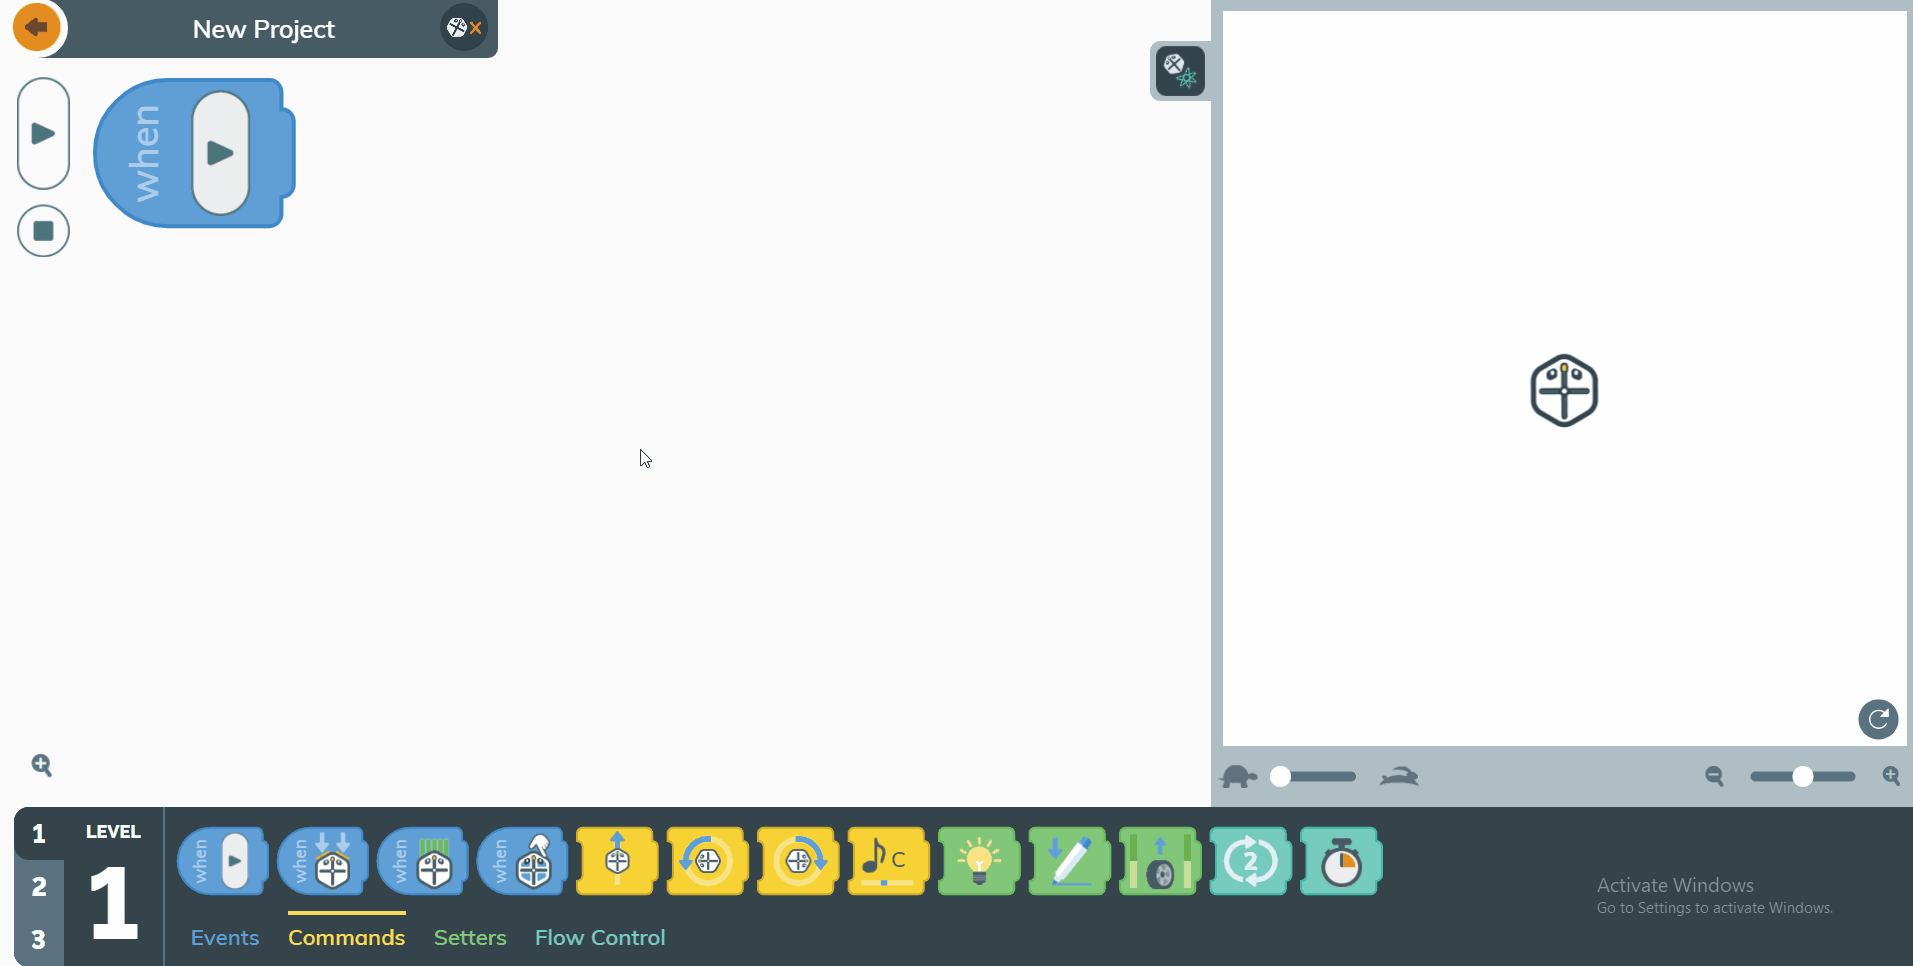 New Project
when
1
2
3
LEVEL
1
when
when
when
when
C
2
Events
Commands
Setters
Flow Control
Activate Windows
Go to Settings to activate Windows.